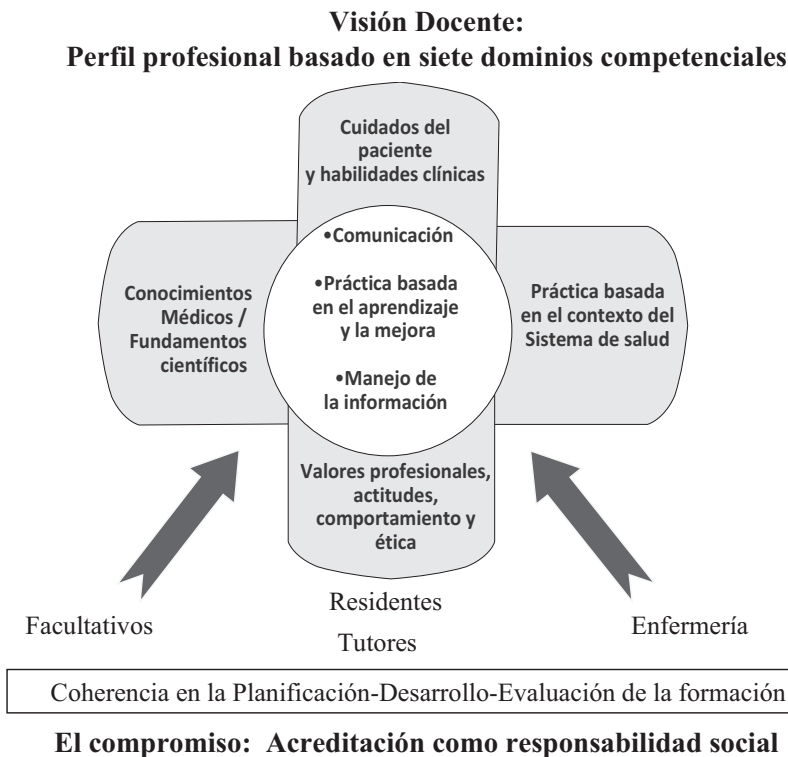 Visión Docente:
Perfil profesional basado en siete dominios competenciales
Cuidados del
paciente
y habilidades clínicas
Conocimientos
Médicos /
Fundamentos
científicos
•Comunicación
•Práctica basada
en el aprendizaje
y la mejora
•Manejo de
la información
Práctica basada
en el contexto del
Sistema de salud
Valores profesionales,
actitudes,
comportamiento y
ética
Facultativos
Residentes
Tutores
Enfermería
Coherencia en la Planificación-Desarrollo-Evaluación de la formación
El compromiso: Acreditación como responsabilidad social